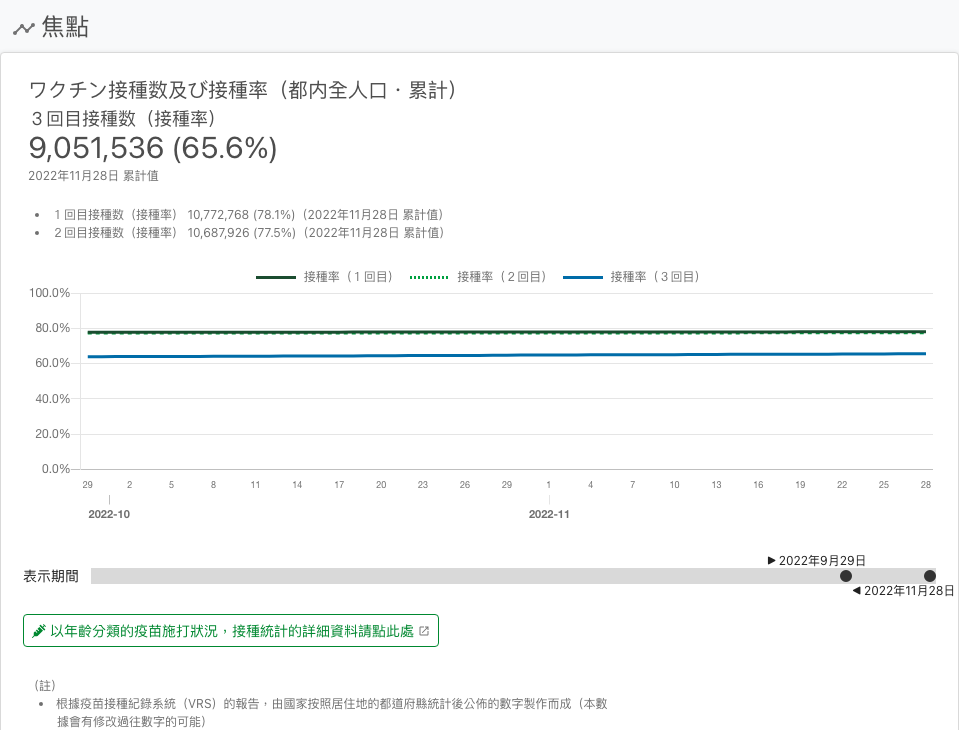 焦點
ワクチン接種数及び接種率（都内全人口・累計）
３回目接種数（接種率）
9,051,536 (65.6%)
2022年11月28日 累計值
• １回目接種数（接種率） 10,772,768 (78.1%)（2022年11月28日 累計值）
• ２回目接種数（接種率） 10,687,926 (77.5%)（2022年11月28日 累計值）
接種率（１回目） 接種率（２回目） 接種率（３回目）
100.0%
80.0%
60.0%
40.0%
20.0%
0.0%
29 2 5 8 11 14 17 20 23 26 29 1 4 7 10 13 16 19 22 25 28
2022-10 2022-11
▶ 2022年9月29日
表示期間
◀ 2022年11月28日
以年齡分類的疫苗施打狀況，接種統計的詳細資料請點此處
（註）
• 根據疫苗接種紀錄系統（VRS）的報告，由國家按照居住地的都道府縣統計後公佈的數字製作而成（本數
據會有修改過往數字的可能）